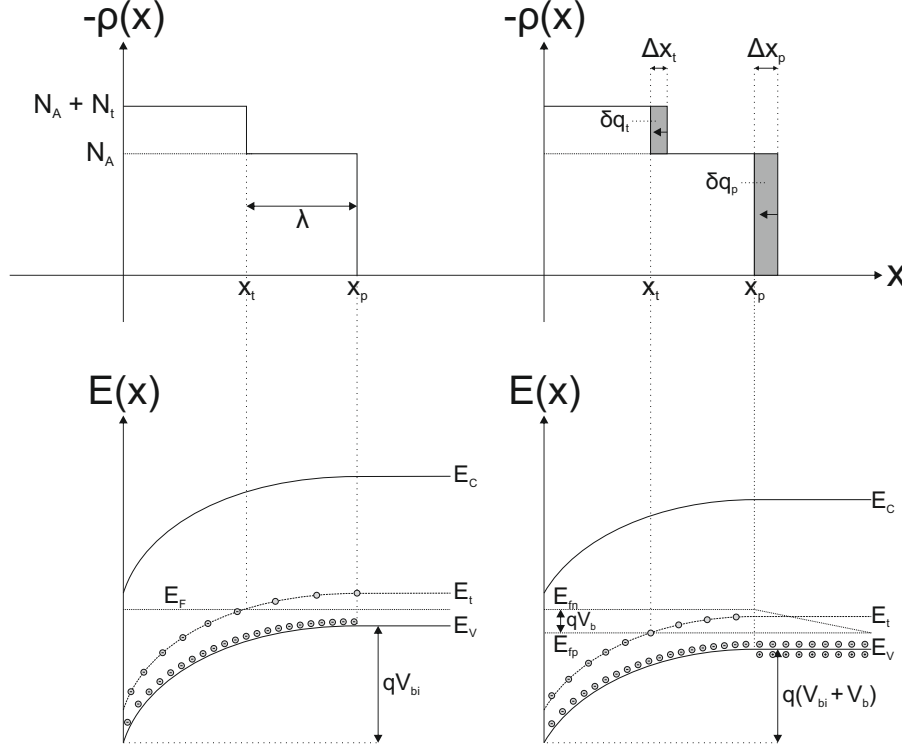 -ρ(x)
N_A + N_t
N_A
λ
x_t
x_p
-ρ(x)
Δx_t
Δx_p
δq_t
δq_p
x_t
x_p
x
E(x)
E_C
E_F
E_t
E_V
qV_bi
E(x)
E_C
E_fn
qV_b
E_fp
E_t
E_V
q(V_bi + V_b)